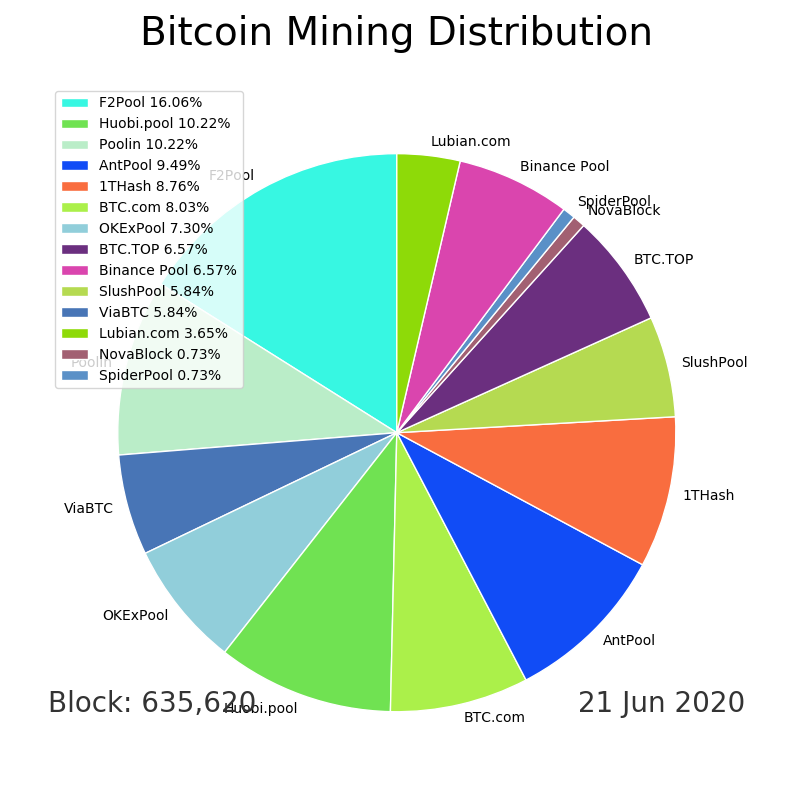 Bitcoin Mining Distribution
F2Pool 16.06%
Huobi.pool 10.22%
Poolin 10.22%
AntPool 9.49%
1THash 8.76%
BTC.com 8.03%
OKExPool 7.30%
BTC.TOP 6.57%
Binance Pool 6.57%
SlushPool 5.84%
ViaBTC 5.84%
Lubian.com 3.65%
NovaBlock 0.73%
SpiderPool 0.73%
Lubian.com
Binance Pool
F2Pool
SpiderPool
NovaBlock
BTC.TOP
Poolin
SlushPool
1THash
ViaBTC
OKExPool
AntPool
Block: 635,620
21 Jun 2020
Huobi.pool
BTC.com